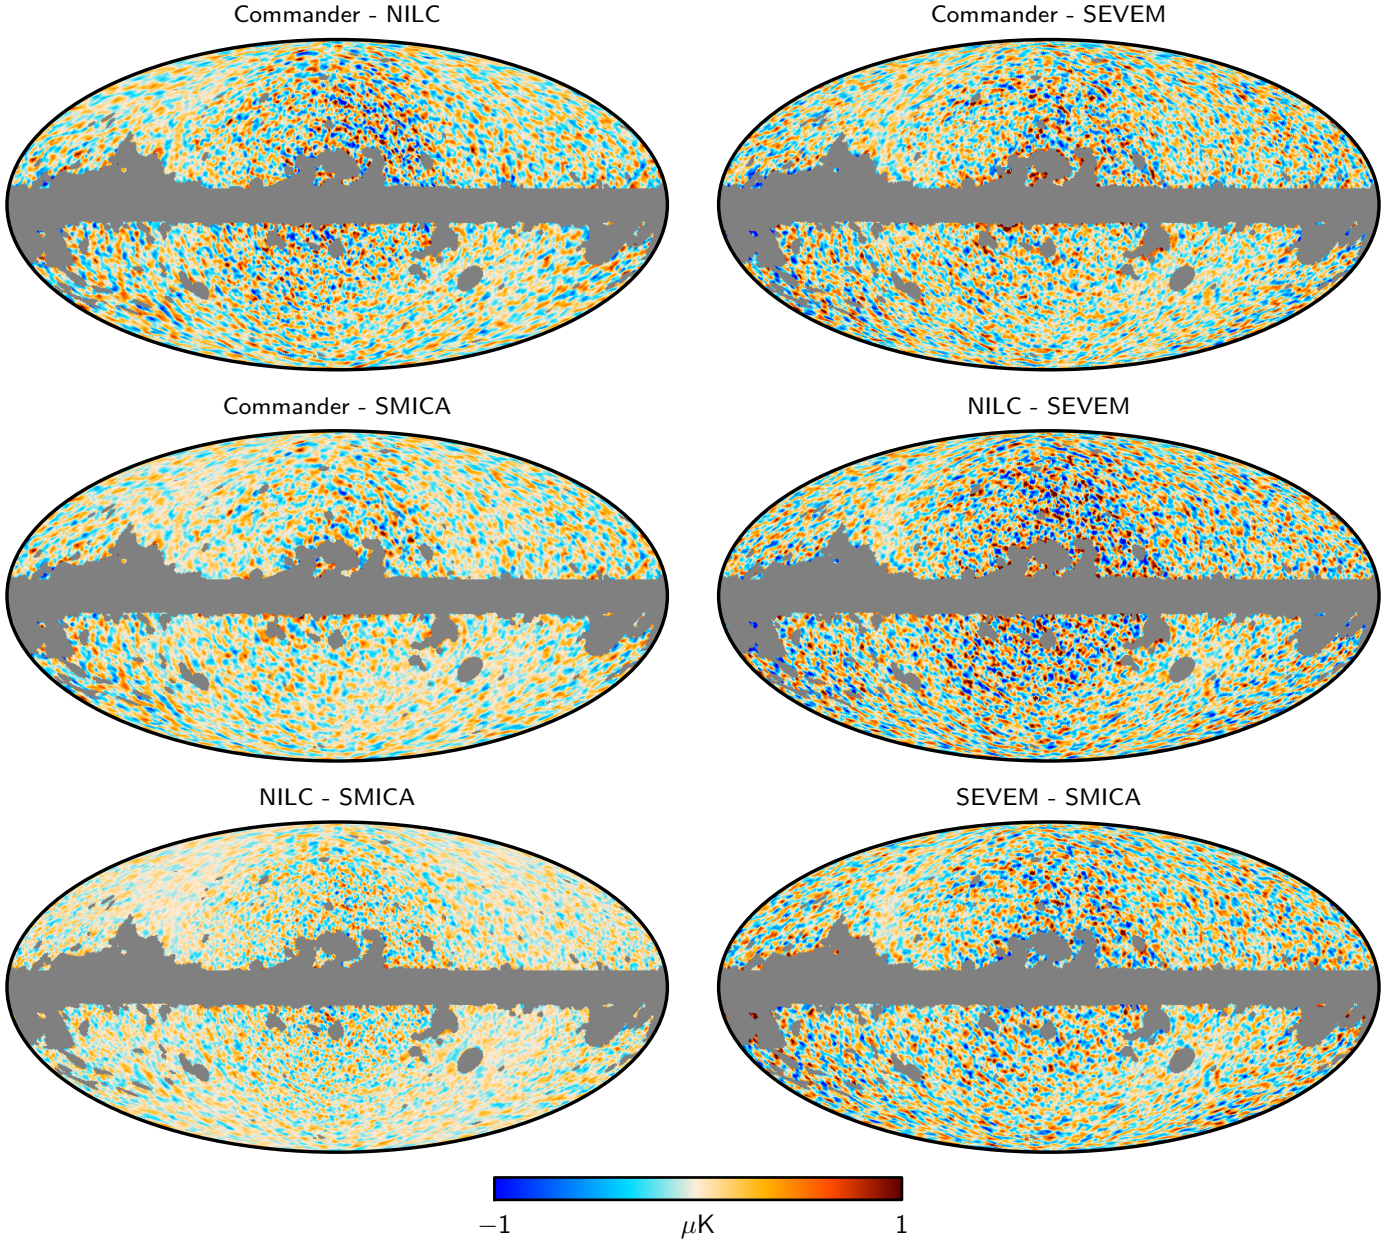 Commander - NILC
Commander - SEVEM
Commander - SMICA
NILC - SEVEM
NILC - SMICA
SEVEM - SMICA
−1 μK 1